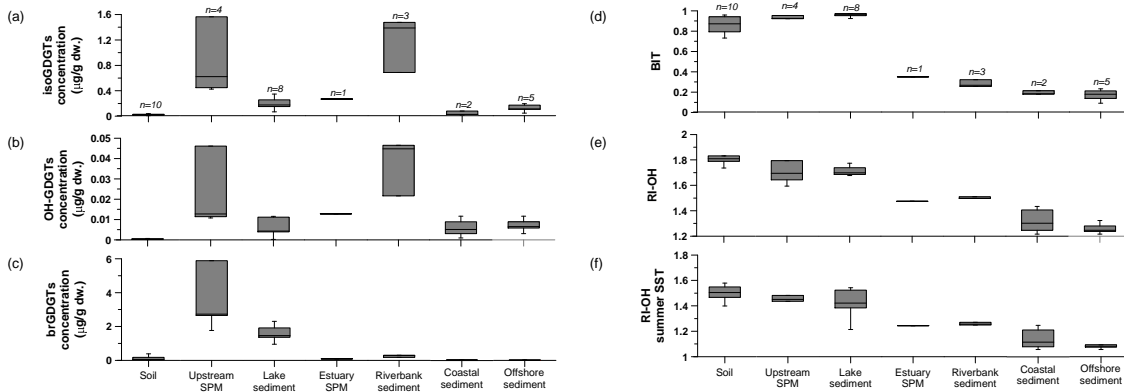 (a)
isoGDGTs
concentration
(µg/g dw.)
1.6
1.2
0.8
0.4
0
n=10
n=4
n=8
n=1
n=3
n=2
n=5
(b)
OH-GDGTs
concentration
(µg/g dw.)
0.05
0.04
0.03
0.02
0.01
0
(c)
brGDGTs
concentration
(µg/g dw.)
6
4
2
0
Soil
Upstream
SPM
Lake
sediment
Estuary
SPM
Riverbank
sediment
Coastal
sediment
Offshore
sediment
(d)
BIT
1
0.8
0.6
0.4
0.2
0
n=10
n=4
n=8
n=1
n=3
n=2
n=5
(e)
RI-OH
2
1.8
1.6
1.4
1.2
(f)
RI-OH
summer SST
1.8
1.6
1.4
1.2
1
Soil
Upstream
SPM
Lake
sediment
Estuary
SPM
Riverbank
sediment
Coastal
sediment
Offshore
sediment